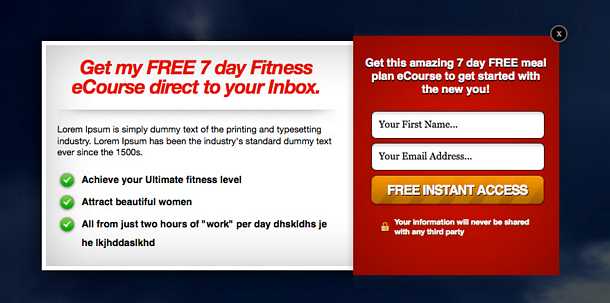 Get my FREE 7 day Fitness
eCourse direct to your Inbox.
Lorem Ipsum is simply dummy text of the printing and typesetting
industry. Lorem Ipsum has been the industry's standard dummy text
ever since the 1500s.
Achieve your Ultimate fitness level
Attract beautiful women
All from just two hours of "work" per day dhskldhs je
he lkjhddaslkhd
x
Get this amazing 7 day FREE meal
plan eCourse to get started with
the new you!
Your First Name...
Your Email Address...
FREE INSTANT ACCESS
Your information will never be shared
with any third party